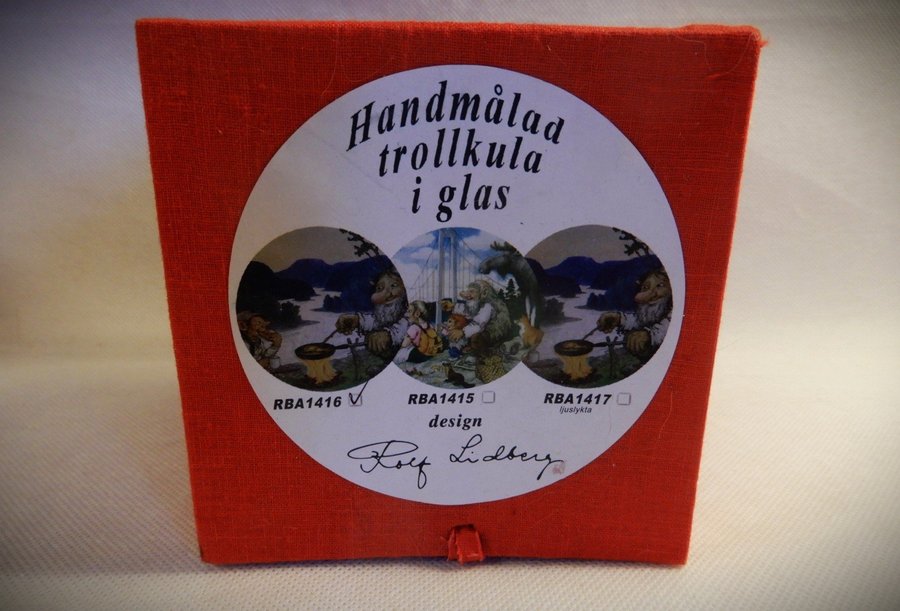 Handmålad
trollkula
i glas
RBA1416
RBA1415
RBA1417
ljuslykta
design
Rolf Lidberg